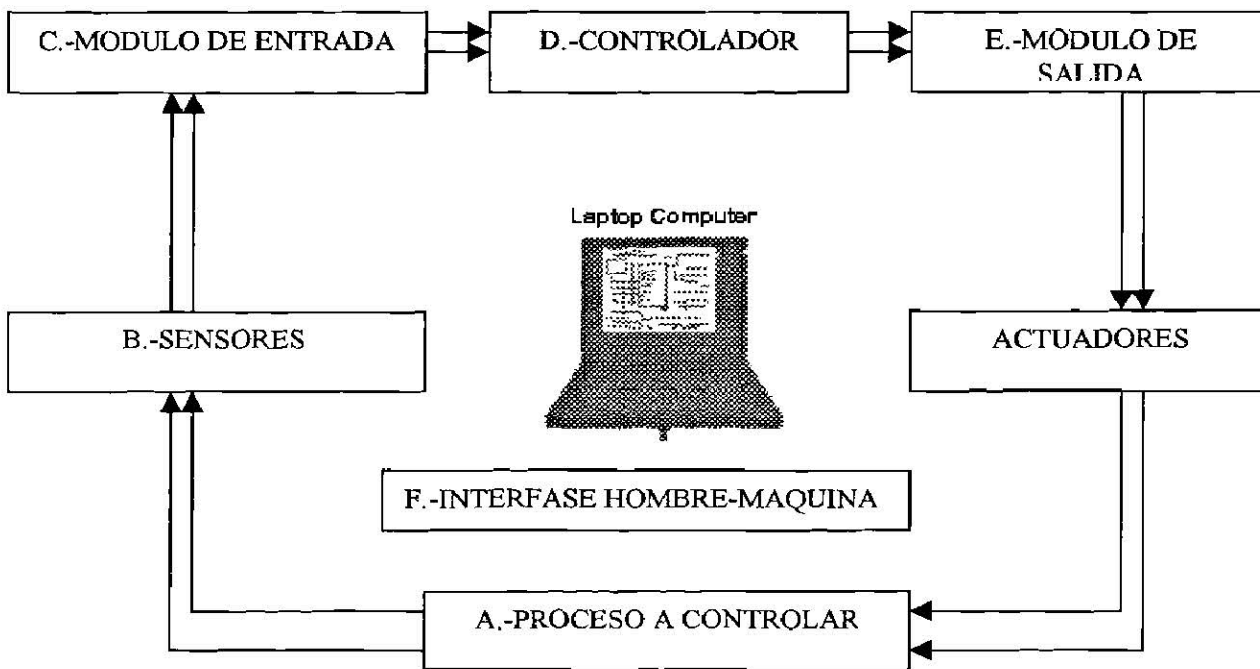 C.-MODULO DE ENTRADA
D.-CONTROLADOR
E.-MODULO DE
SALIDA
Laptop Computer
B.-SENSORES
ACTUADORES
F.-INTERFASE HOMBRE-MAQUINA
A.-PROCESO A CONTROLAR